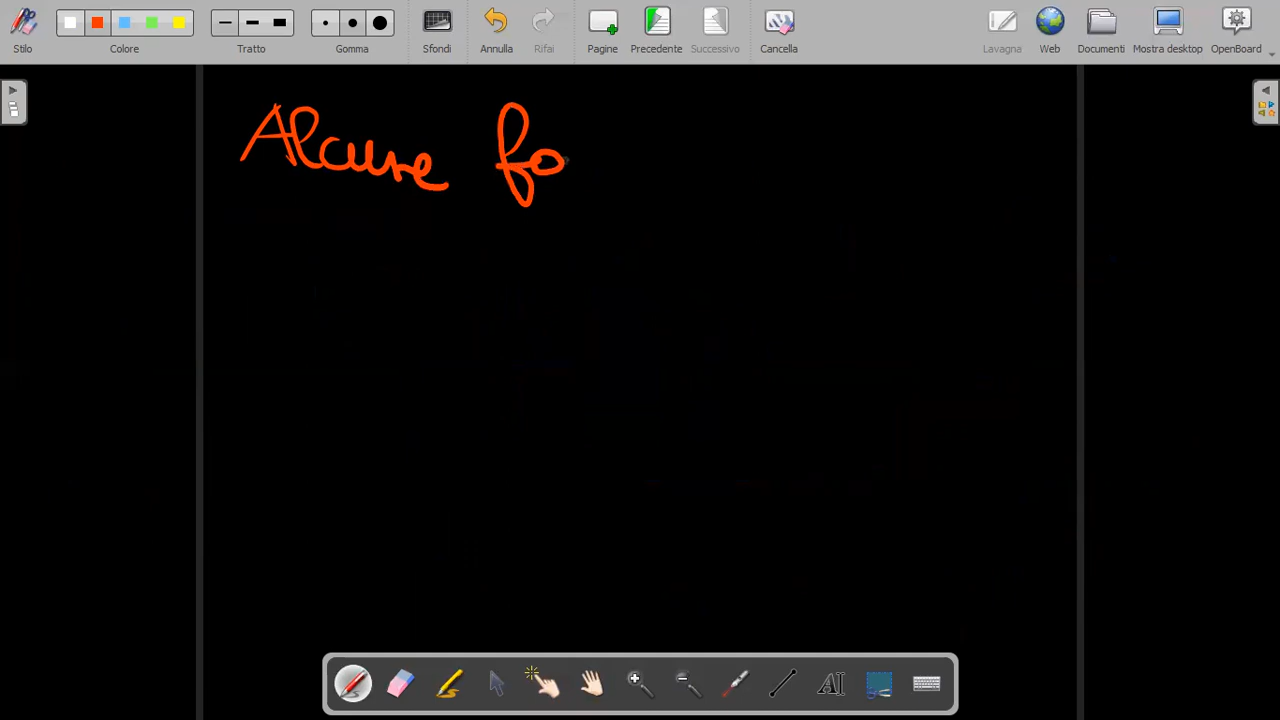 Stilo Colore Tratto Gomma Sfondi Annulla Rifai Pagine Precedente Successivo Cancella Lavagna Web Documenti Mostra desktop OpenBoard
Alcune fo